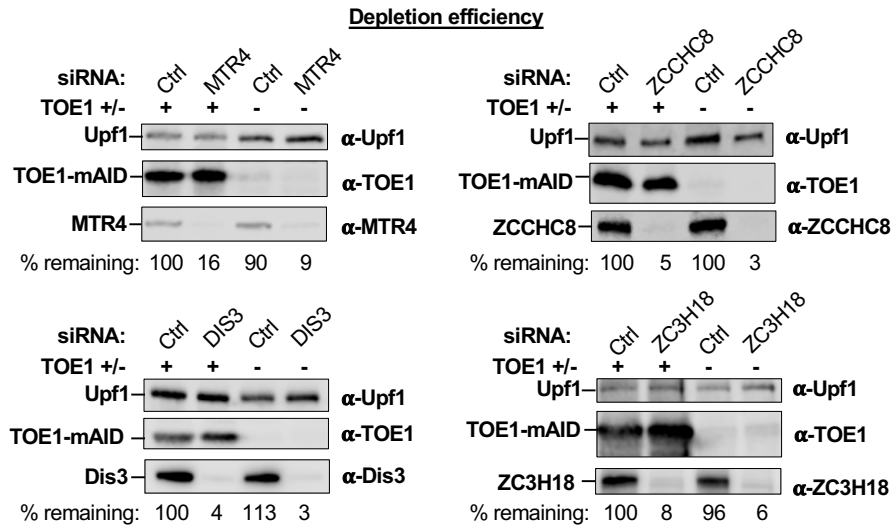 Depletion efficiency
siRNA: Ctrl MTR4 Ctrl MTR4
TOE1 +/- + + - -
Upf1 α-Upf1
TOE1-mAID α-TOE1
MTR4 α-MTR4
% remaining: 100 16 90 9
siRNA: Ctrl ZCCHC8 Ctrl ZCCHC8
TOE1 +/- + + - -
Upf1 α-Upf1
TOE1-mAID α-TOE1
ZCCHC8 α-ZCCHC8
% remaining: 100 5 100 3
siRNA: Ctrl DIS3 Ctrl DIS3
TOE1 +/- + + - -
Upf1 α-Upf1
TOE1-mAID α-TOE1
Dis3 α-Dis3
% remaining: 100 4 113 3
siRNA: Ctrl ZC3H18 Ctrl ZC3H18
TOE1 +/- + + - -
Upf1 α-Upf1
TOE1-mAID α-TOE1
ZC3H18 α-ZC3H18
% remaining: 100 8 96 6